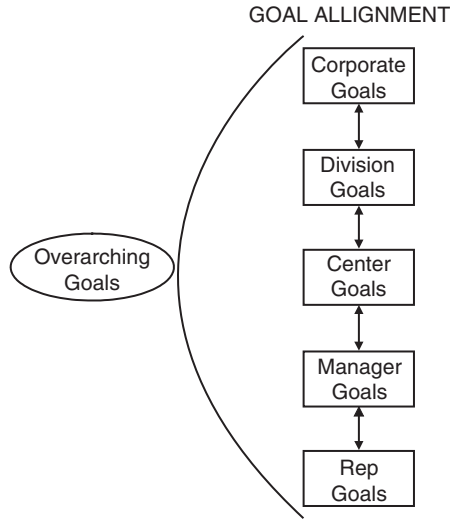 GOAL ALLIGNMENT
Corporate
Goals
Division
Goals
Overarching
Goals
Center
Goals
Manager
Goals
Rep
Goals